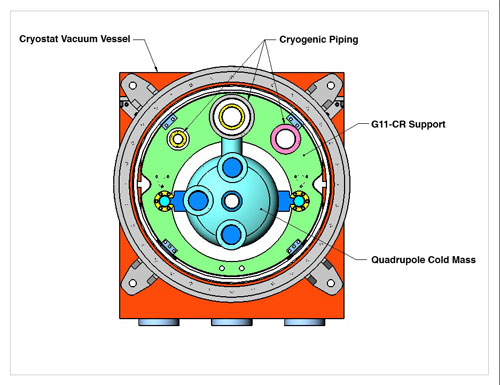 Cryostat Vacuum Vessel
Cryogenic Piping
G11-CR Support
Quadrupole Cold Mass